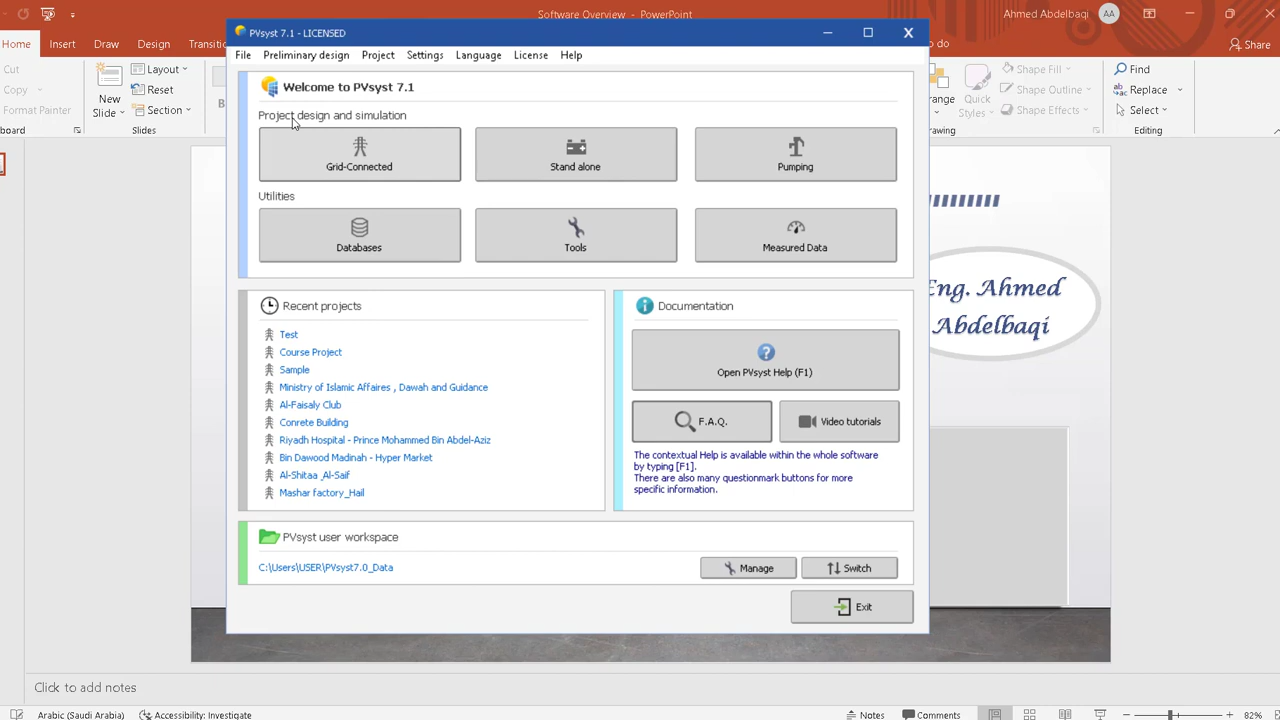 Software Overview - PowerPoint
Ahmed Abdelbaqi
AA
Home Insert Draw Design Transiti
do
Share
Cut
Copy
Format Painter
board
New
Slide
Layout
Reset
Section
Slides
B
ange
Quick
Styles
Shape Fill
Shape Outline
Shape Effects
rawing
Find
Replace
Select
Editing
PVsyst 7.1 - LICENSED
File Preliminary design Project Settings Language License Help
Welcome to PVsyst 7.1
Project design and simulation
Grid-Connected
Stand alone
Pumping
Utilities
Databases
Tools
Measured Data
Recent projects
Test
Course Project
Sample
Ministry of Islamic Affaires , Dawah and Guidance
Al-Faisaly Club
Conrete Building
Riyadh Hospital - Prince Mohammed Bin Abdel-Aziz
Bin Dawood Madinah - Hyper Market
Al-Shitaa _Al-Saif
Mashar factory_Hail
Documentation
Open PVsyst Help (F1)
F.A.Q.
Video tutorials
The contextual Help is available within the whole software
by typing [F1].
There are also many questionmark buttons for more
specific information.
PVsyst user workspace
C:\Users\USER\PVsyst7.0_Data
Manage
Switch
Exit
Eng. Ahmed
Abdelbaqi
Click to add notes
Arabic (Saudi Arabia)
Accessibility: Investigate
Notes
Comments
82%